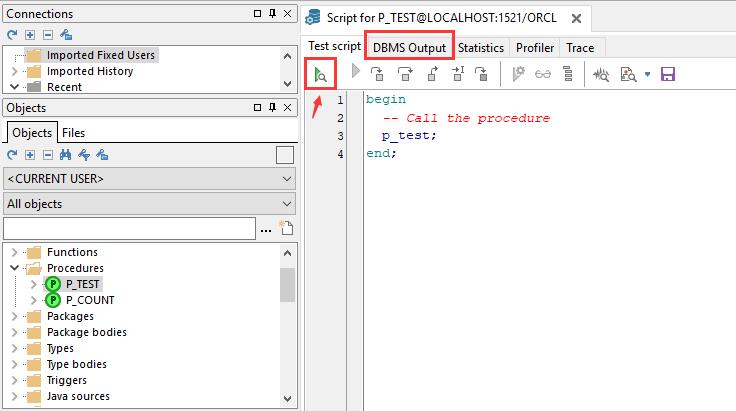 Connections
Imported Fixed Users
Imported History
Recent
Objects
Objects Files
<CURRENT USER>
All objects
...
Functions
Procedures
P P_TEST
P P_COUNT
Packages
Package bodies
Types
Type bodies
Triggers
Java sources
Script for P_TEST@LOCALHOST:1521/ORCL
Test script DBMS Output Statistics Profiler Trace
1 begin
2 -- Call the procedure
3 p_test;
4 end;